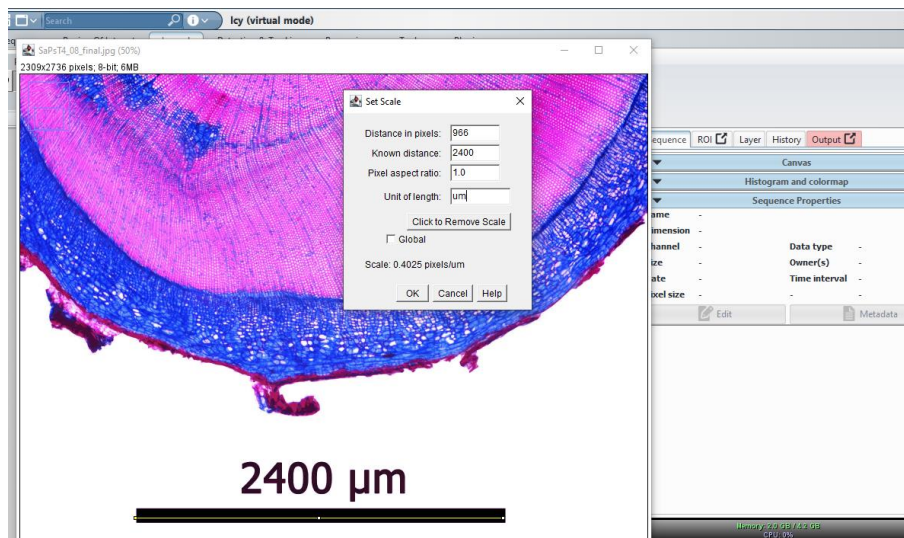 Search
Icy (virtual mode)
SaPsT4_08_final.jpg (50%)
2309x2736 pixels; 8-bit; 6MB
Set Scale
Distance in pixels: 966
Known distance: 2400
Pixel aspect ratio: 1.0
Unit of length: um
Click to Remove Scale
Global
Scale: 0.4025 pixels/um
OK Cancel Help
equence ROI Layer History Output
Canvas
Histogram and colormap
Sequence Properties
ame -
imension -
hannel - Data type -
ize - Owner(s) -
ate - Time interval -
ixel size - - -
Edit Metadata
2400 µm
CPU: 0%